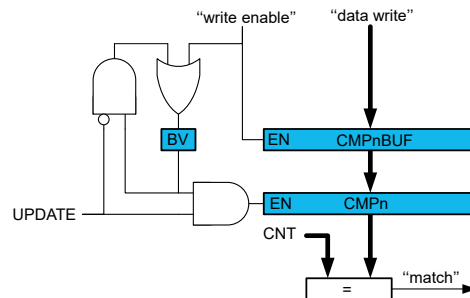 “write enable” “data write”
BV EN CMPnBUF
EN CMPn
UPDATE
CNT
= “match”